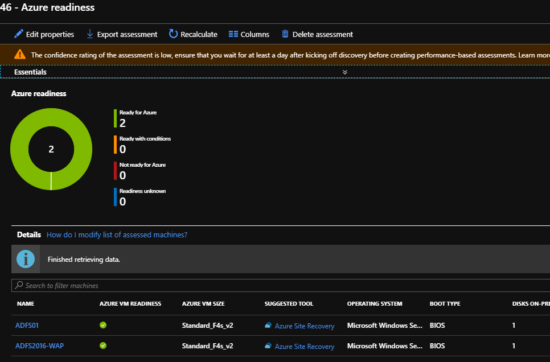 46 - Azure readiness
Edit properties Export assessment Recalculate Columns Delete assessment
The confidence rating of the assessment is low, ensure that you wait for at least a day after kicking off discovery before creating performance-based assessments. Learn more
Essentials
Azure readiness
2
Ready for Azure
2
Ready with conditions
0
Not ready for Azure
0
Readiness unknown
0
Details How do I modify list of assessed machines?
Finished retrieving data.
Search to filter machines
NAME AZURE VM READINESS AZURE VM SIZE SUGGESTED TOOL OPERATING SYSTEM BOOT TYPE DISKS ON-PRE
ADFS01 Standard_F4s_v2 Azure Site Recovery Microsoft Windows Se... BIOS 1
ADFS2016-WAP Standard_F4s_v2 Azure Site Recovery Microsoft Windows Se... BIOS 1